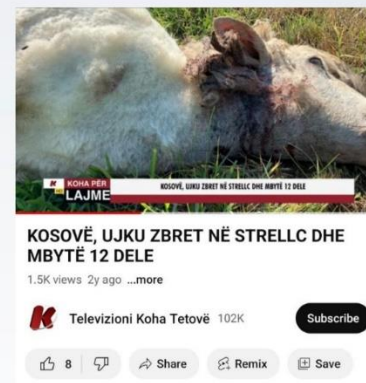 KOHA PËR
LAJME
KOSOVË, UJKU ZBRET NË STRELLC DHE MBYTË 12 DELE
KOSOVË, UJKU ZBRET NË STRELLC DHE
MBYTË 12 DELE
1.5K views 2y ago ...more
Televizioni Koha Tetovë 102K
Subscribe
8 Share Remix Save